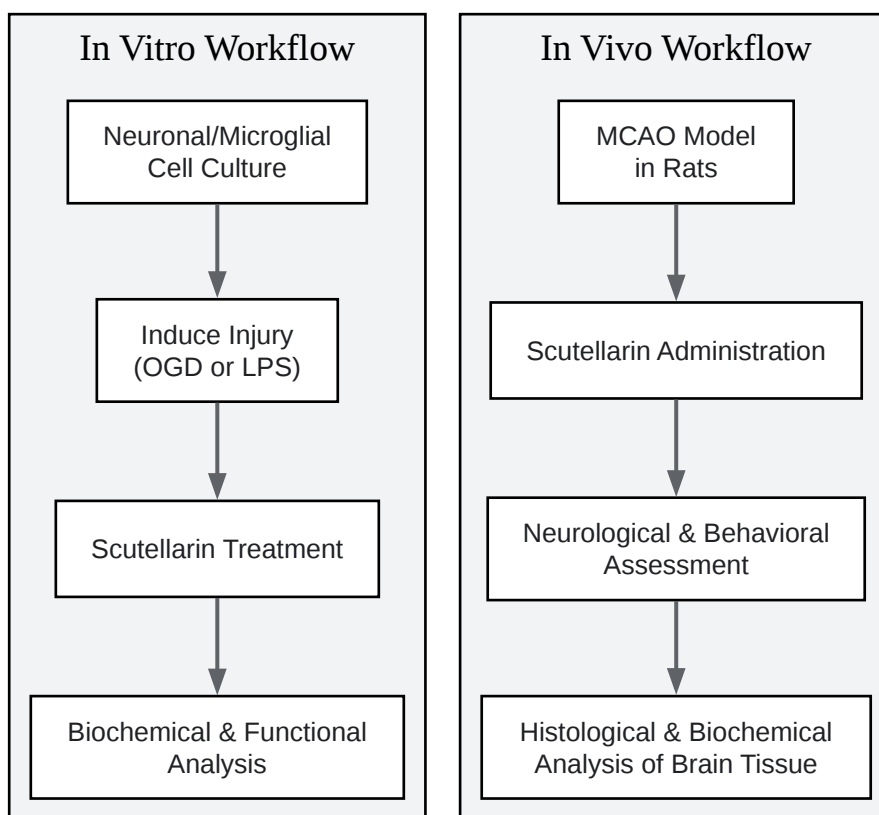 In Vitro Workflow
Neuronal/Microglial
Cell Culture
Induce Injury
(OGD or LPS)
Scutellarin Treatment
Biochemical & Functional
Analysis
In Vivo Workflow
MCAO Model
in Rats
Scutellarin Administration
Neurological & Behavioral
Assessment
Histological & Biochemical
Analysis of Brain Tissue